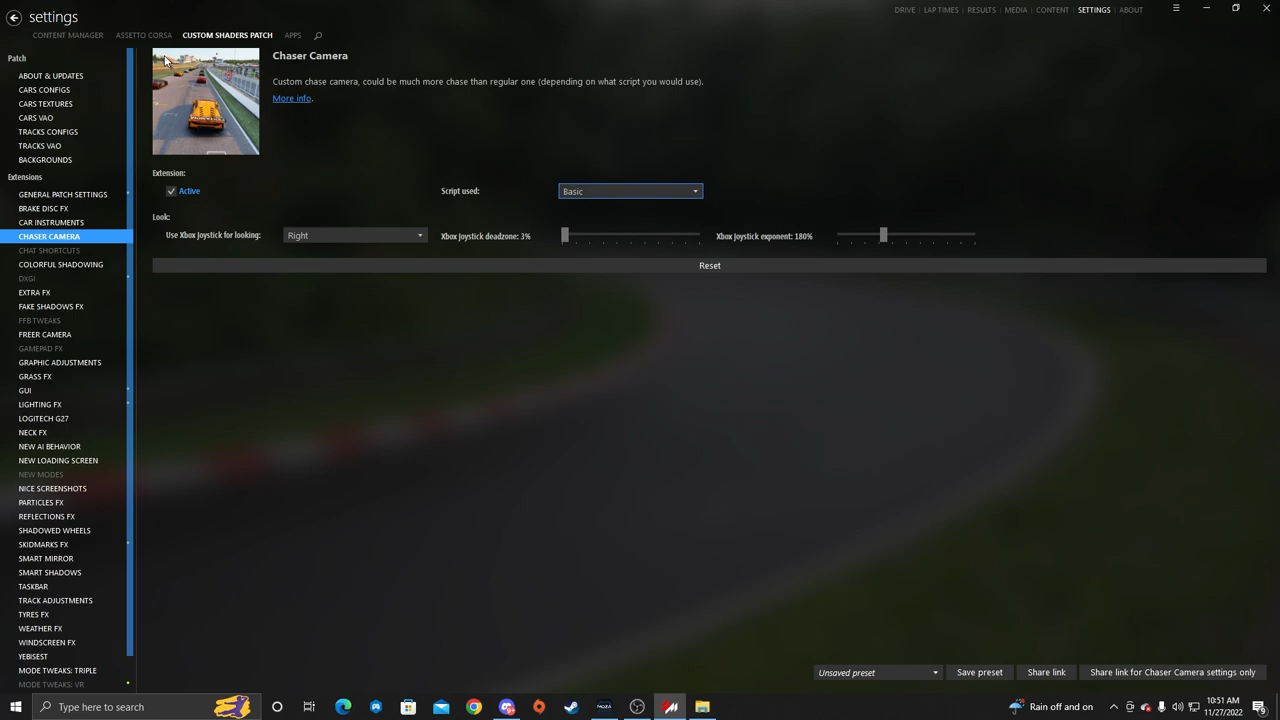 settings
DRIVE | LAP TIMES | RESULTS | MEDIA | CONTENT | SETTINGS | ABOUT
CONTENT MANAGER ASSETTO CORSA CUSTOM SHADERS PATCH APPS
Patch
ABOUT & UPDATES
CARS CONFIGS
CARS TEXTURES
CARS VAO
TRACKS CONFIGS
TRACKS VAO
BACKGROUNDS
Extensions
GENERAL PATCH SETTINGS
BRAKE DISC FX
CAR INSTRUMENTS
CHASER CAMERA
CHAT SHORTCUTS
COLORFUL SHADOWING
DXGI
EXTRA FX
FAKE SHADOWS FX
FFB TWEAKS
FREER CAMERA
GAMEPAD FX
GRAPHIC ADJUSTMENTS
GRASS FX
GUI
LIGHTING FX
LOGITECH G27
NECK FX
NEW AI BEHAVIOR
NEW LOADING SCREEN
NEW MODES
NICE SCREENSHOTS
PARTICLES FX
REFLECTIONS FX
SHADOWED WHEELS
SKIDMARKS FX
SMART MIRROR
SMART SHADOWS
TASKBAR
TRACK ADJUSTMENTS
TYRES FX
WEATHER FX
WINDSCREEN FX
YEBISEST
MODE TWEAKS: TRIPLE
MODE TWEAKS: VR
Chaser Camera
Custom chase camera, could be much more chase than regular one (depending on what script you would use).
More info.
Extension:
Active
Script used: Basic
Look:
Use Xbox joystick for looking: Right
Xbox joystick deadzone: 3%
Xbox joystick exponent: 180%
Reset
Unsaved preset
Save preset
Share link
Share link for Chaser Camera settings only
Type here to search
MOZA
Rain off and on
10:51 AM
11/27/2022